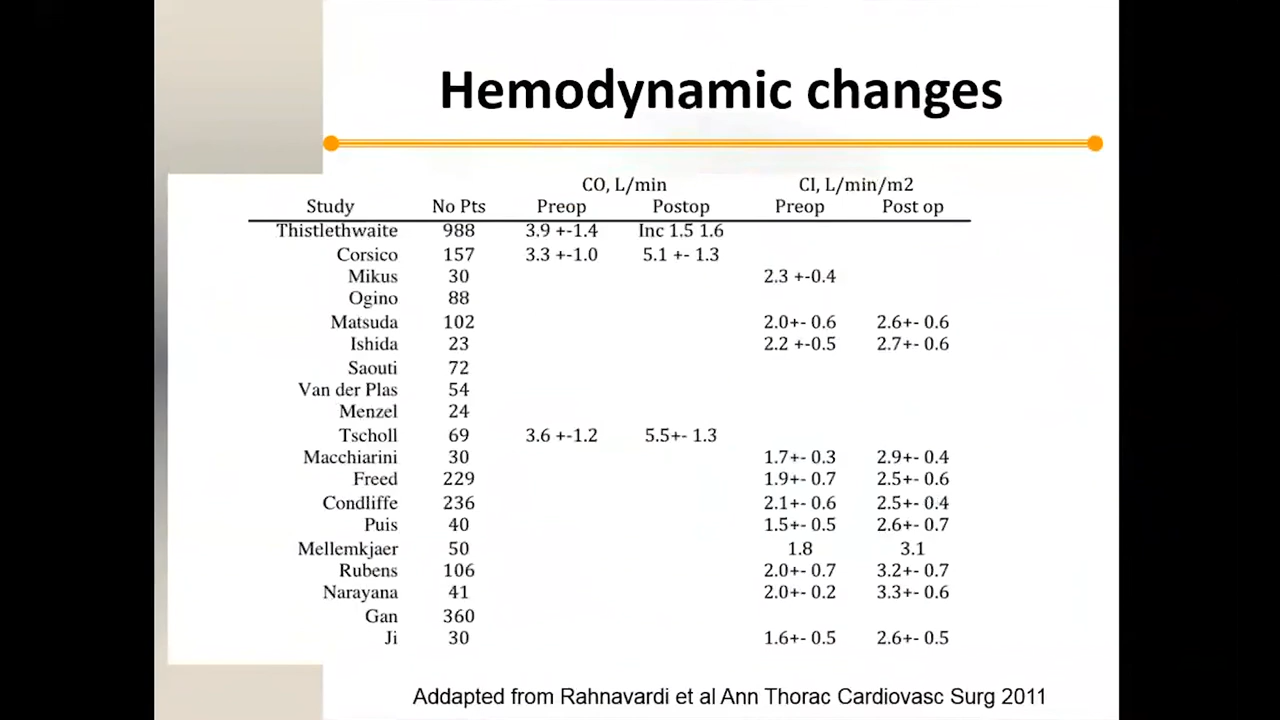 Hemodynamic changes
CO, L/min CI, L/min/m2
Study No Pts Preop Postop Preop Post op
Thistlethwaite 988 3.9 +-1.4 Inc 1.5 1.6
Corsico 157 3.3 +-1.0 5.1 +- 1.3
Mikus 30 2.3 +-0.4
Ogino 88
Matsuda 102 2.0+- 0.6 2.6+- 0.6
Ishida 23 2.2 +-0.5 2.7+- 0.6
Saouti 72
Van der Plas 54
Menzel 24
Tscholl 69 3.6 +-1.2 5.5+- 1.3
Macchiarini 30 1.7+- 0.3 2.9+- 0.4
Freed 229 1.9+- 0.7 2.5+- 0.6
Condliffe 236 2.1+- 0.6 2.5+- 0.4
Puis 40 1.5+- 0.5 2.6+- 0.7
Mellemkjaer 50 1.8 3.1
Rubens 106 2.0+- 0.7 3.2+- 0.7
Narayana 41 2.0+- 0.2 3.3+- 0.6
Gan 360
Ji 30 1.6+- 0.5 2.6+- 0.5
Addapted from Rahnavardi et al Ann Thorac Cardiovasc Surg 2011